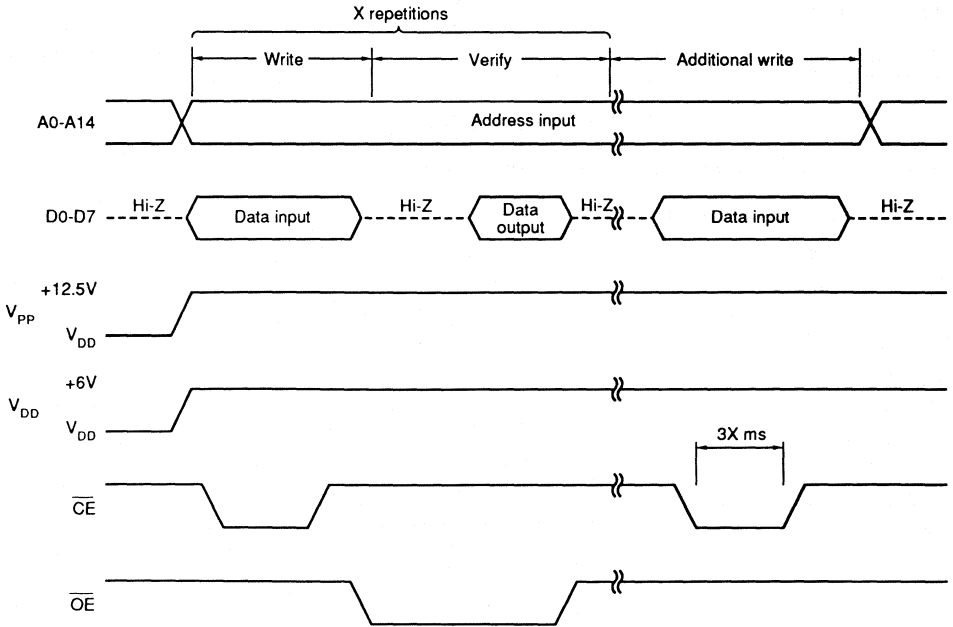 X repetitions
Write
Verify
Additional write
A0-A14
Address input
D0-D7
Hi-Z
Data input
Hi-Z
Data
output
Hi-Z
Data input
Hi-Z
+12.5V
VPP
VDD
+6V
VDD
VDD
3X ms
CE
OE